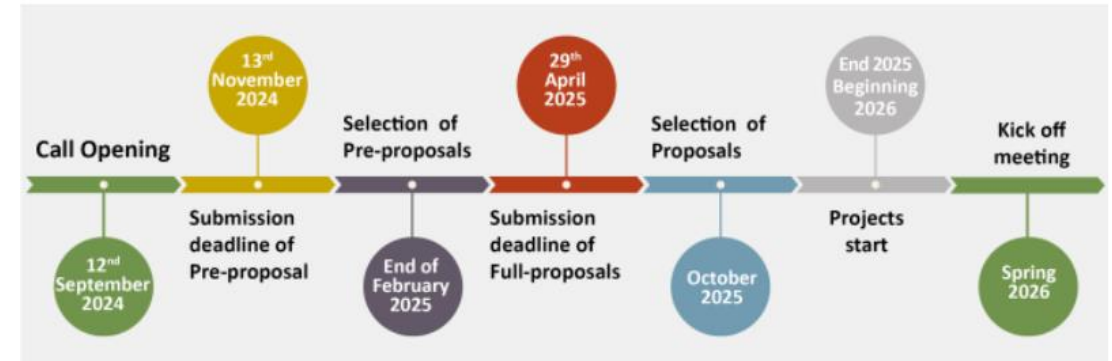 Call Opening
12nd
September
2024
13rd
November
2024
Submission
deadline of
Pre-proposal
Selection of
Pre-proposals
End of
February
2025
29th
April
2025
Submission
deadline of
Full-proposals
Selection of
Proposals
October
2025
End 2025
Beginning
2026
Projects
start
Kick off
meeting
Spring
2026